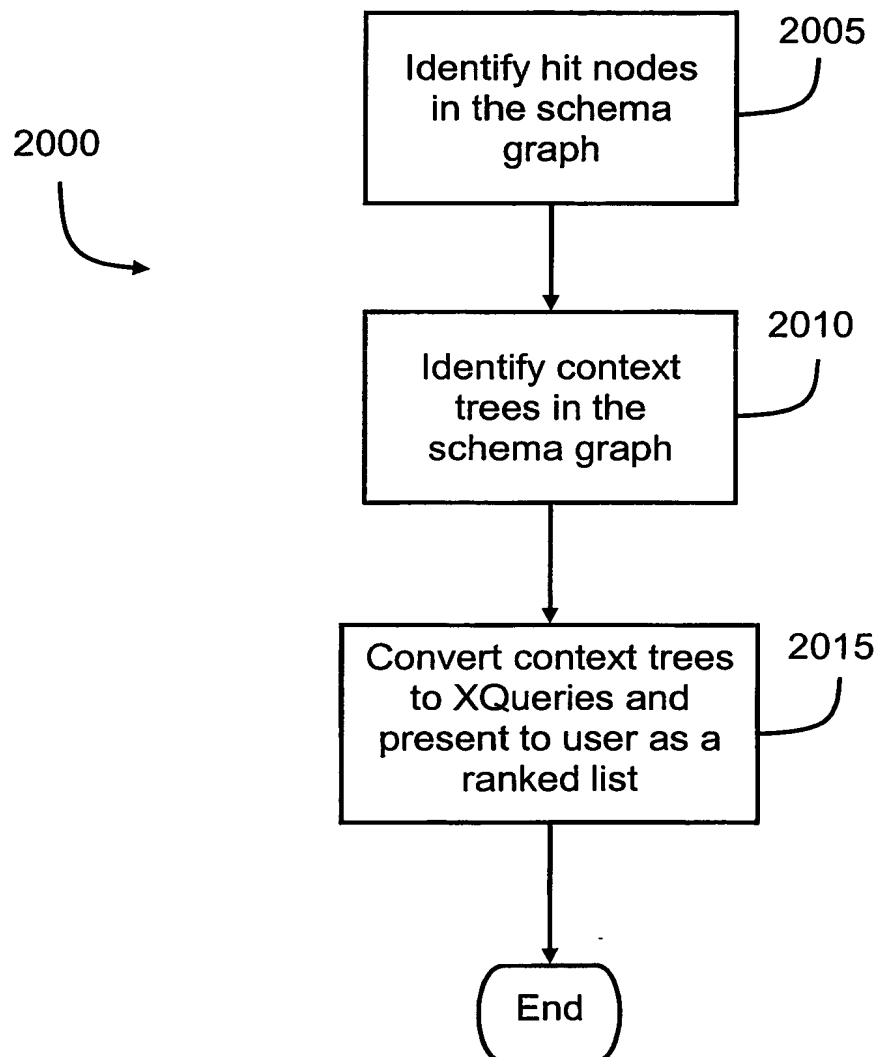 2005
Identify hit nodes
in the schema
graph
2000
2010
Identify context
trees in the
schema graph
2015
Convert context trees
to XQueries and
present to user as a
ranked list
End